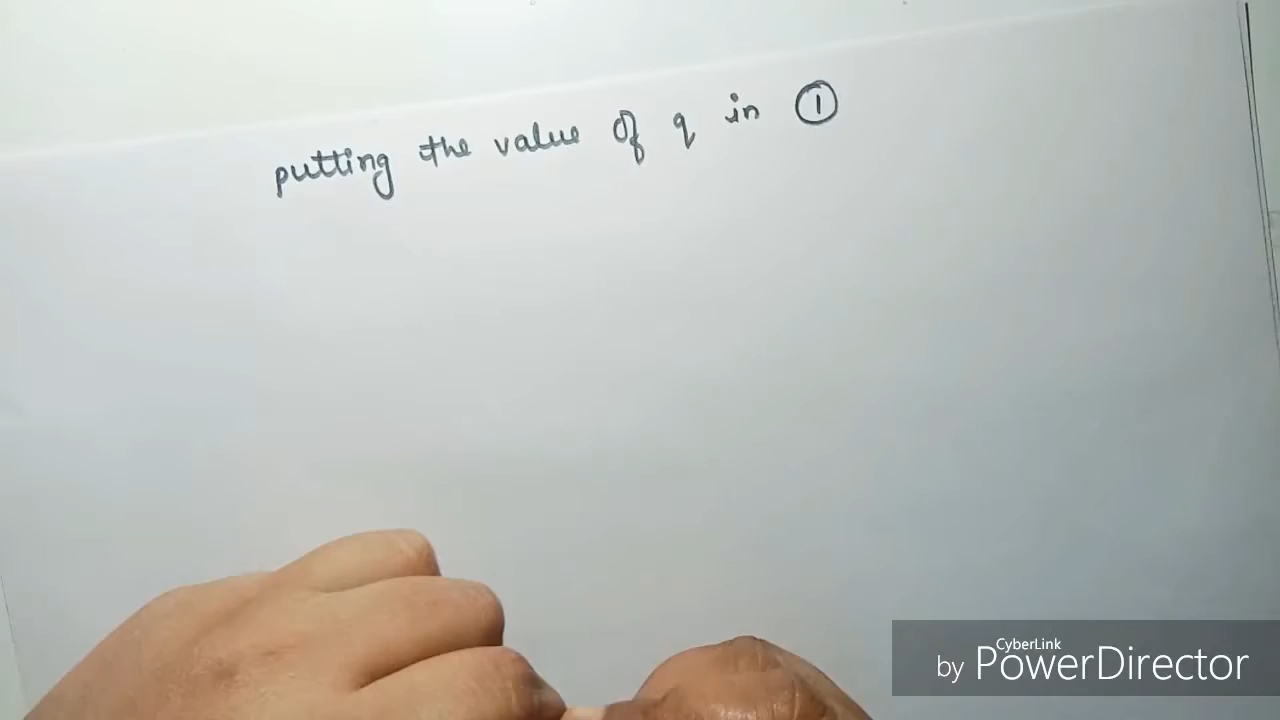 putting the value of q in ①
CyberLink
by PowerDirector